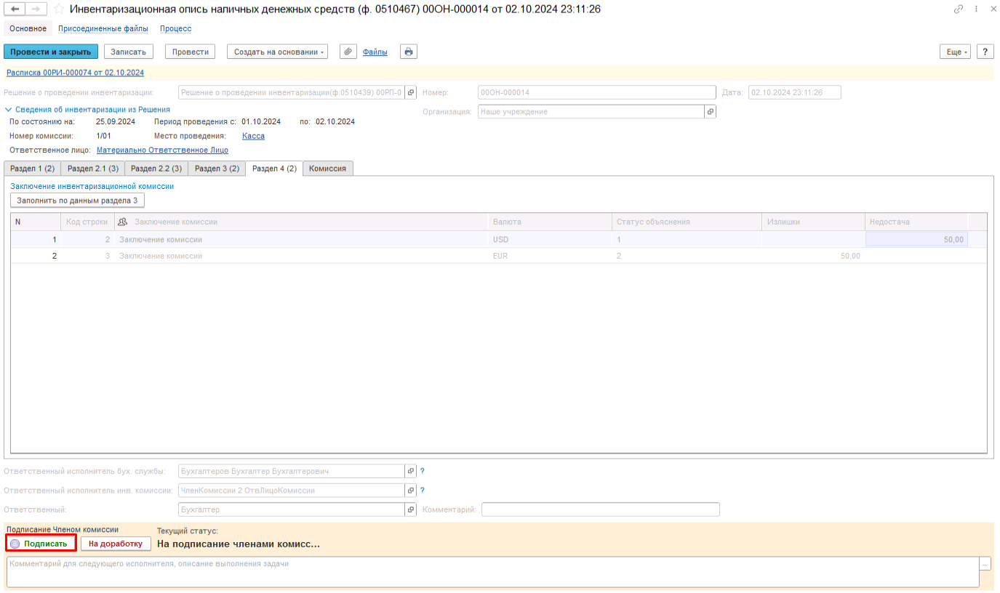 Инвентаризационная опись наличных денежных средств (ф. 0510467) 00ОН-000014 от 02.10.2024 23:11:26
Основное Присоединенные файлы Процесс
Провести и закрыть Записать Провести Создать на основании Файлы Еще ?
Расписка 00РИ-000074 от 02.10.2024
Решение о проведении инвентаризации: Решение о проведении инвентаризации(ф.0510439) 00РП-0 Номер: 00ОН-000014 Дата: 02.10.2024 23:11:26
Сведения об инвентаризации из Решения Организация: Наше учреждение
По состоянию на: 25.09.2024 Период проведения с: 01.10.2024 по: 02.10.2024
Номер комиссии: 1/01 Место проведения: Касса
Ответственное лицо: Материально Ответственное Лицо
Раздел 1 (2) Раздел 2.1 (3) Раздел 2.2 (3) Раздел 3 (2) Раздел 4 (2) Комиссия
Заключение инвентаризационной комиссии
Заполнить по данным раздела 3
N Код строки Заключение комиссии Валюта Статус объяснения Излишки Недостача
1 2 Заключение комиссии USD 1 50,00
2 3 Заключение комиссии EUR 2 50,00
Ответственный исполнитель бух. службы: Бухгалтеров Бухгалтер Бухгалтерович ?
Ответственный исполнитель инв. комиссии: ЧленКомиссии 2 ОтвЛицоКомиссии ?
Ответственный: Бухгалтер Комментарий:
Подписание Членом комиссии Текущий статус:
Подписать На доработку На подписание членами комисс...
Комментарий для следующего исполнителя, описание выполнения задачи ...